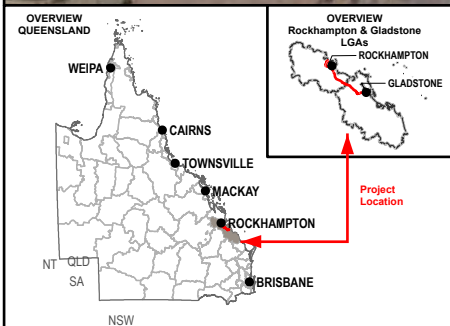 OVERVIEW
QUEENSLAND
WEIPA
CAIRNS
TOWNSVILLE
MACKAY
ROCKHAMPTON
BRISBANE
NT
QLD
SA
NSW
OVERVIEW
Rockhampton & Gladstone
LGAs
ROCKHAMPTON
GLADSTONE
Project
Location